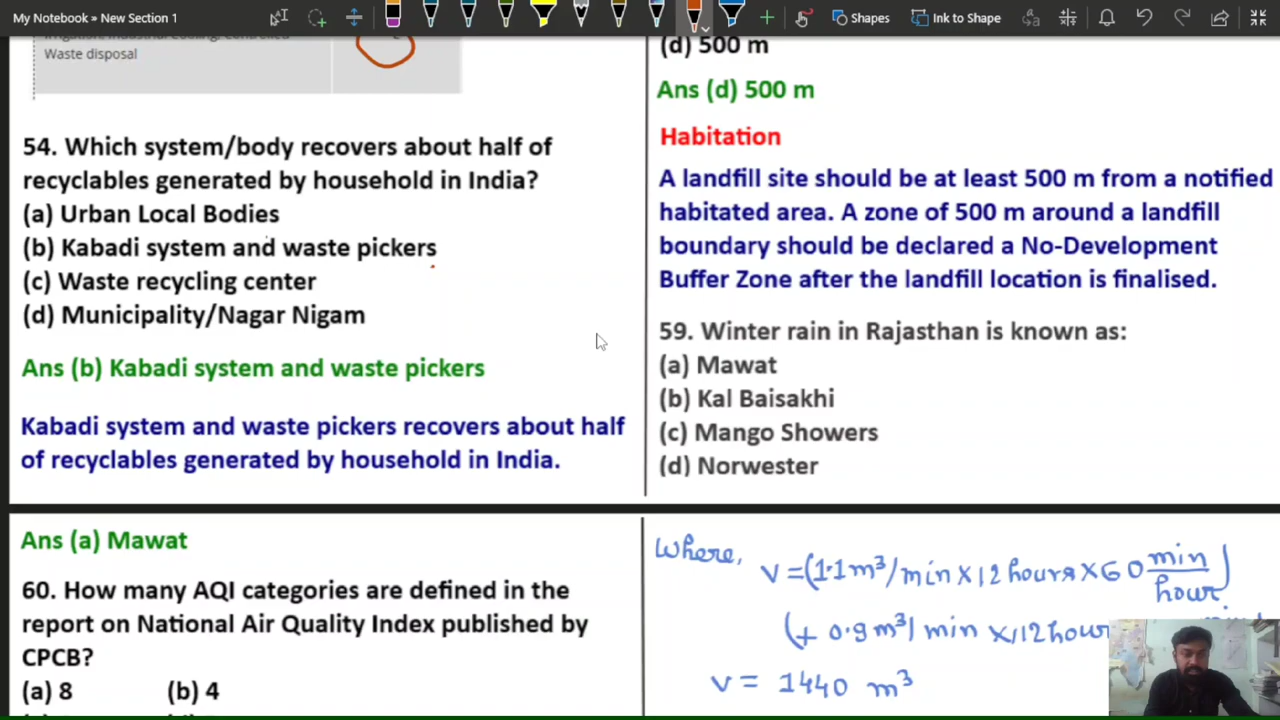 My Notebook » New Section 1
Shapes
Ink to Shape
Waste disposal
54. Which system/body recovers about half of
recyclables generated by household in India?
(a) Urban Local Bodies
(b) Kabadi system and waste pickers
(c) Waste recycling center
(d) Municipality/Nagar Nigam
Ans (b) Kabadi system and waste pickers
Kabadi system and waste pickers recovers about half
of recyclables generated by household in India.
(d) 500 m
Ans (d) 500 m
Habitation
A landfill site should be at least 500 m from a notified
habitated area. A zone of 500 m around a landfill
boundary should be declared a No-Development
Buffer Zone after the landfill location is finalised.
59. Winter rain in Rajasthan is known as:
(a) Mawat
(b) Kal Baisakhi
(c) Mango Showers
(d) Norwester
Ans (a) Mawat
60. How many AQI categories are defined in the
report on National Air Quality Index published by
CPCB?
(a) 8 (b) 4
Where,
V = (1.1m³/min × 12 hours × 60 min/hour)
(+ 0.9 m³/min × 12 hour
V = 1440 m³